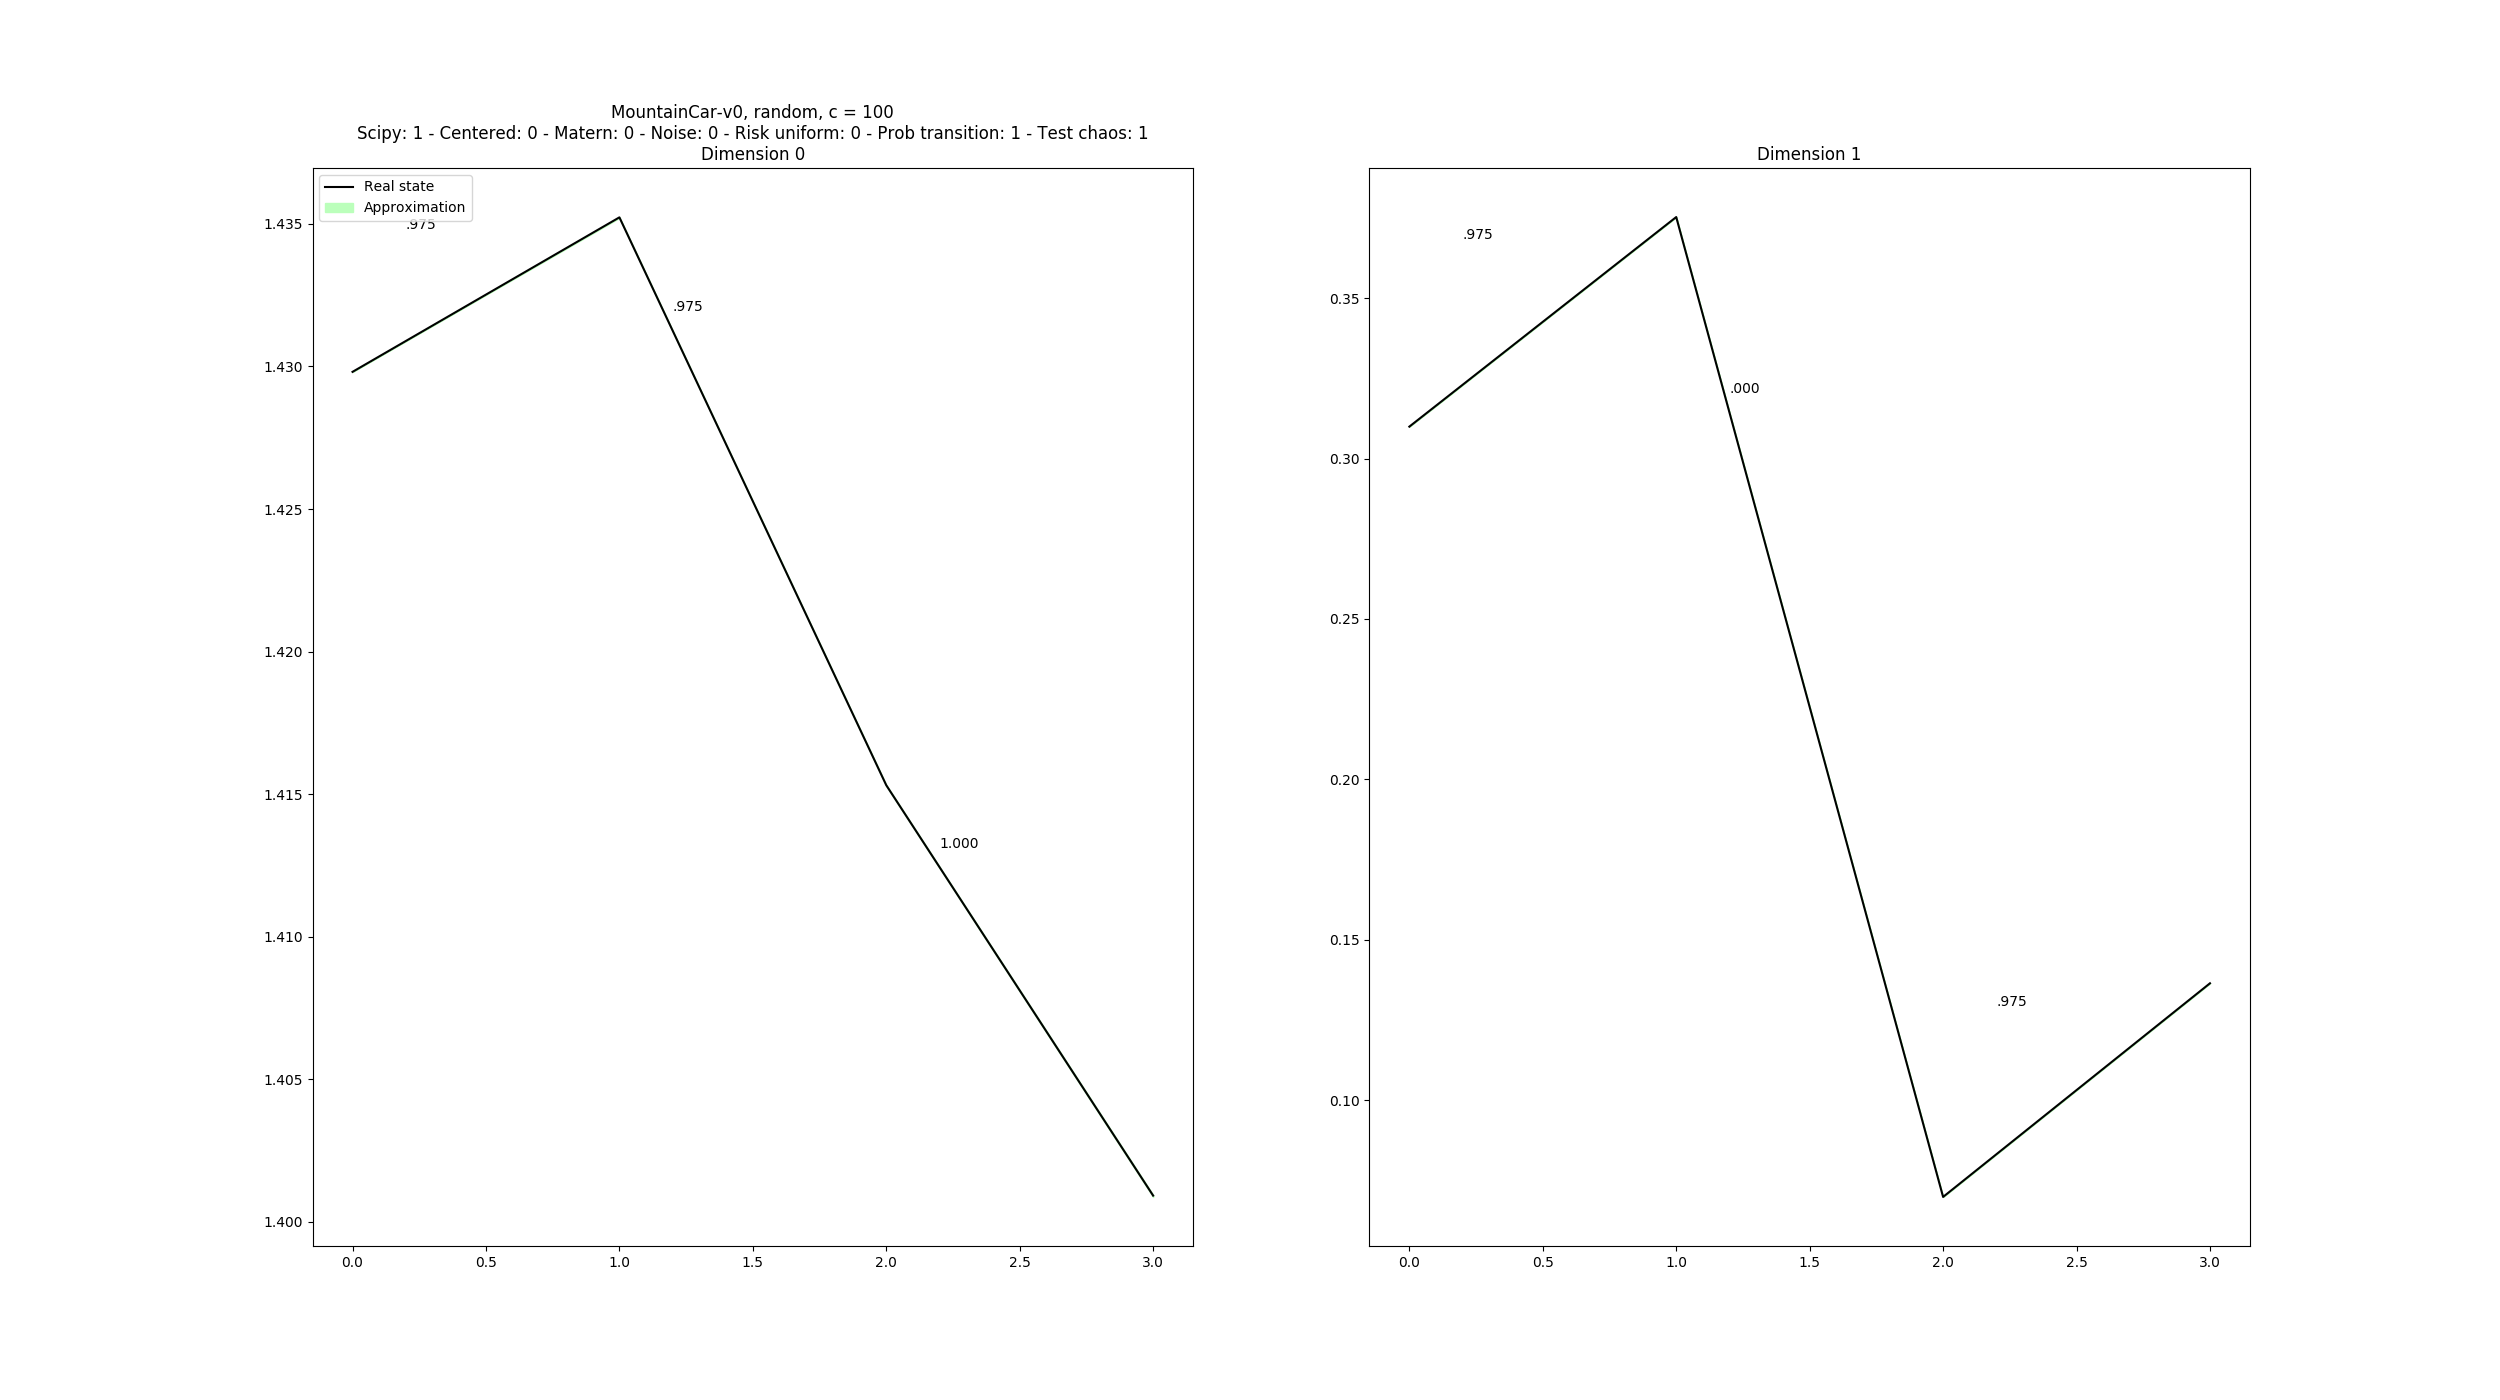 MountainCar-v0, random, c = 100
Scipy: 1 - Centered: 0 - Matern: 0 - Noise: 0 - Risk uniform: 0 - Prob transition: 1 - Test chaos: 1
Dimension 0
Real state
Approximation
.975
.975
1.000
1.435
1.430
1.425
1.420
1.415
1.410
1.405
1.400
0.0 0.5 1.0 1.5 2.0 2.5 3.0
Dimension 1
.975
.000
.975
0.35
0.30
0.25
0.20
0.15
0.10
0.0 0.5 1.0 1.5 2.0 2.5 3.0